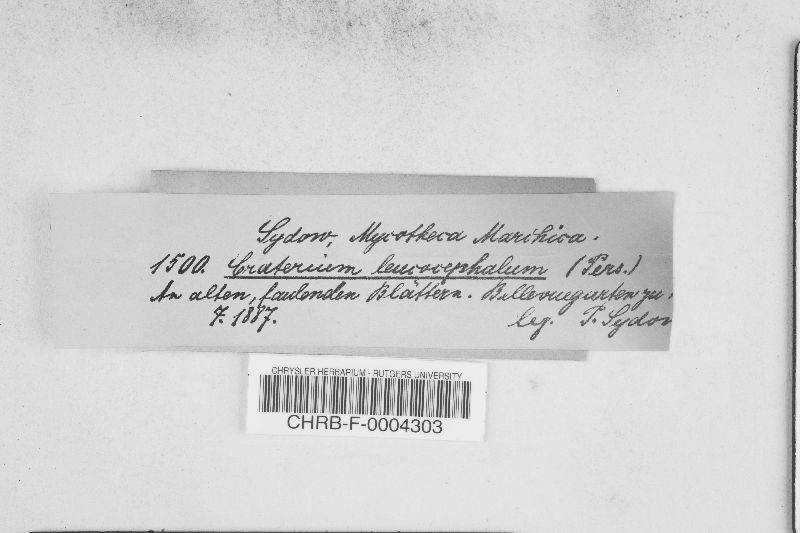 Sydow, Mycotheca Marchica.
1500. Craterium leucocephalum (Pers.)
An alten, faulenden Blättern. Bellevuegarten zu
7. 1887.
leg. P. Sydow
CHRYSLER HERBARIUM - RUTGERS UNIVERSITY
CHRB-F-0004303